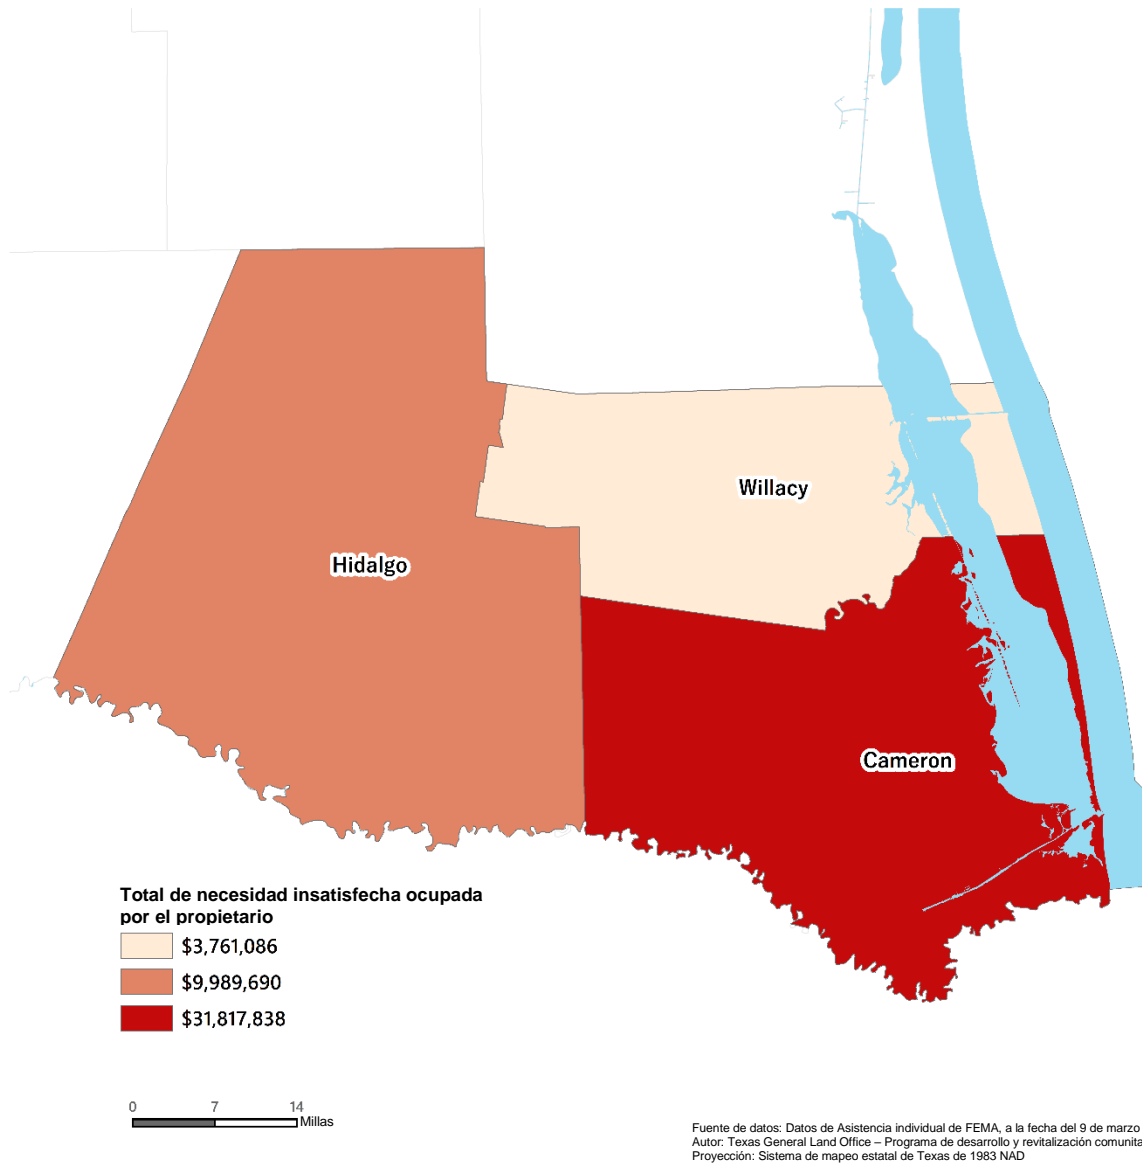 Willacy
Hidalgo
Cameron
Total de necesidad insatisfecha ocupada
por el propietario
$3,761,086
$9,989,690
$31,817,838
0 7 14
Millas
Fuente de datos: Datos de Asistencia individual de FEMA, a la fecha del 9 de marzo
Autor: Texas General Land Office – Programa de desarrollo y revitalización comunita
Proyección: Sistema de mapeo estatal de Texas de 1983 NAD